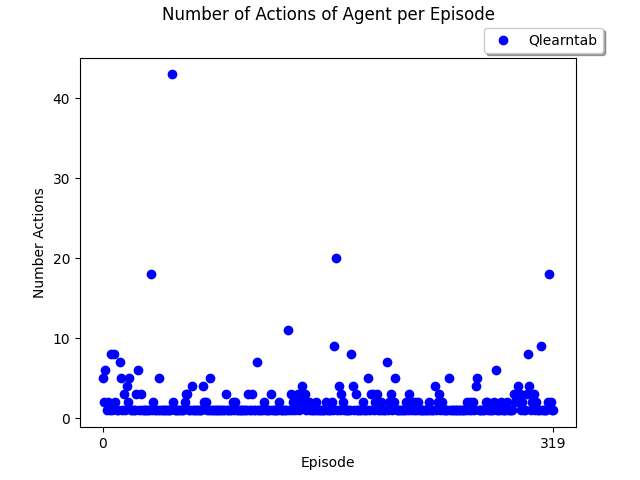 Number of Actions of Agent per Episode
Qlearntab
40
30
20
10
0
Number Actions
0
319
Episode